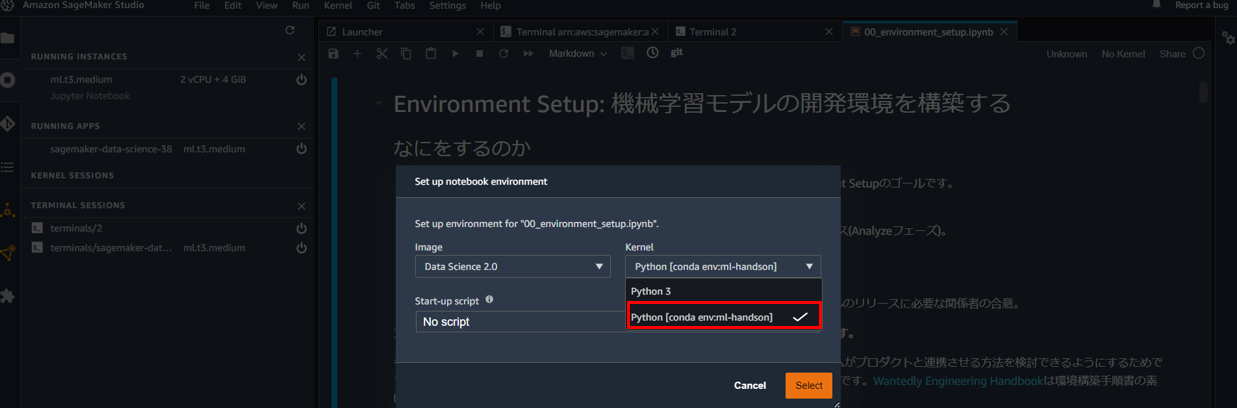 Amazon SageMaker Studio File Edit View Run Kernel Git Tabs Settings Help Report a bug
Launcher Terminal arn:aws:sagemaker:a Terminal 2 00_environment_setup.ipynb
Markdown git Unknown No Kernel Share
RUNNING INSTANCES
ml.t3.medium 2 vCPU + 4 GiB
Jupyter Notebook
RUNNING APPS
sagemaker-data-science-38 ml.t3.medium
KERNEL SESSIONS
TERMINAL SESSIONS
terminals/2
terminals/sagemaker-dat... ml.t3.medium
Environment Setup: 機械学習モデルの開発環境を構築する
なにをするのか
Setupのゴールです。
ス(Analyzeフェーズ)。
のリリースに必要な関係者の合意。
す。
ムがプロダクトと連携させる方法を検討できるようにするためで
です。Wantedly Engineering Handbookは環境構築手順書の素
Set up notebook environment
Set up environment for "00_environment_setup.ipynb".
Image Kernel
Data Science 2.0 Python [conda env:ml-handson]
Python 3
Python [conda env:ml-handson]
Start-up script
No script
Cancel Select